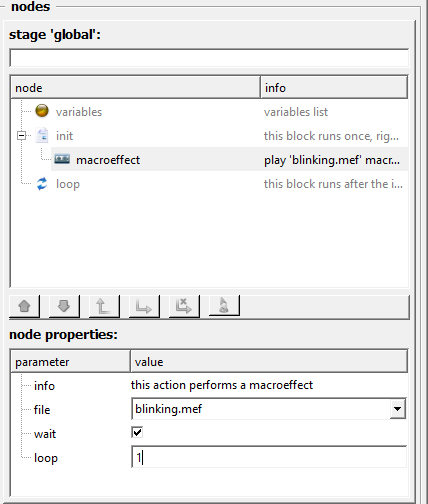 nodes
stage 'global':
node info
variables variables list
init this block runs once, rig...
macroeffect play 'blinking.mef' macr...
loop this block runs after the i...
node properties:
parameter value
info this action performs a macroeffect
file blinking.mef
wait
loop 1